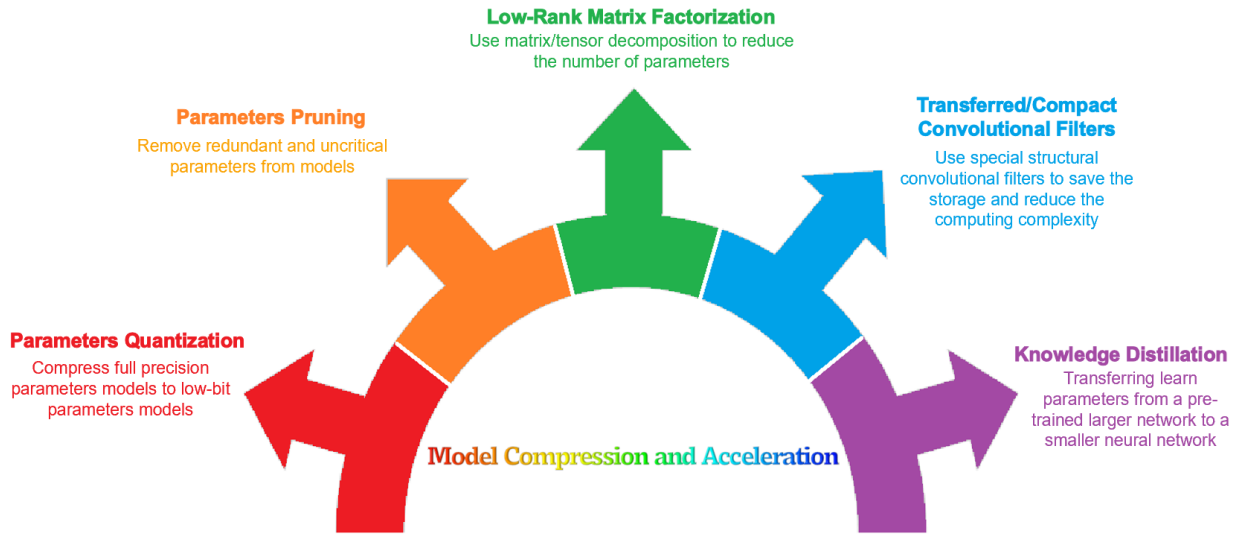 Low-Rank Matrix Factorization
Use matrix/tensor decomposition to reduce
the number of parameters
Parameters Pruning
Remove redundant and uncritical
parameters from models
Transferred/Compact
Convolutional Filters
Use special structural
convolutional filters to save the
storage and reduce the
computing complexity
Parameters Quantization
Compress full precision
parameters models to low-bit
parameters models
Knowledge Distillation
Transferring learn
parameters from a pre-
trained larger network to a
smaller neural network
Model Compression and Acceleration